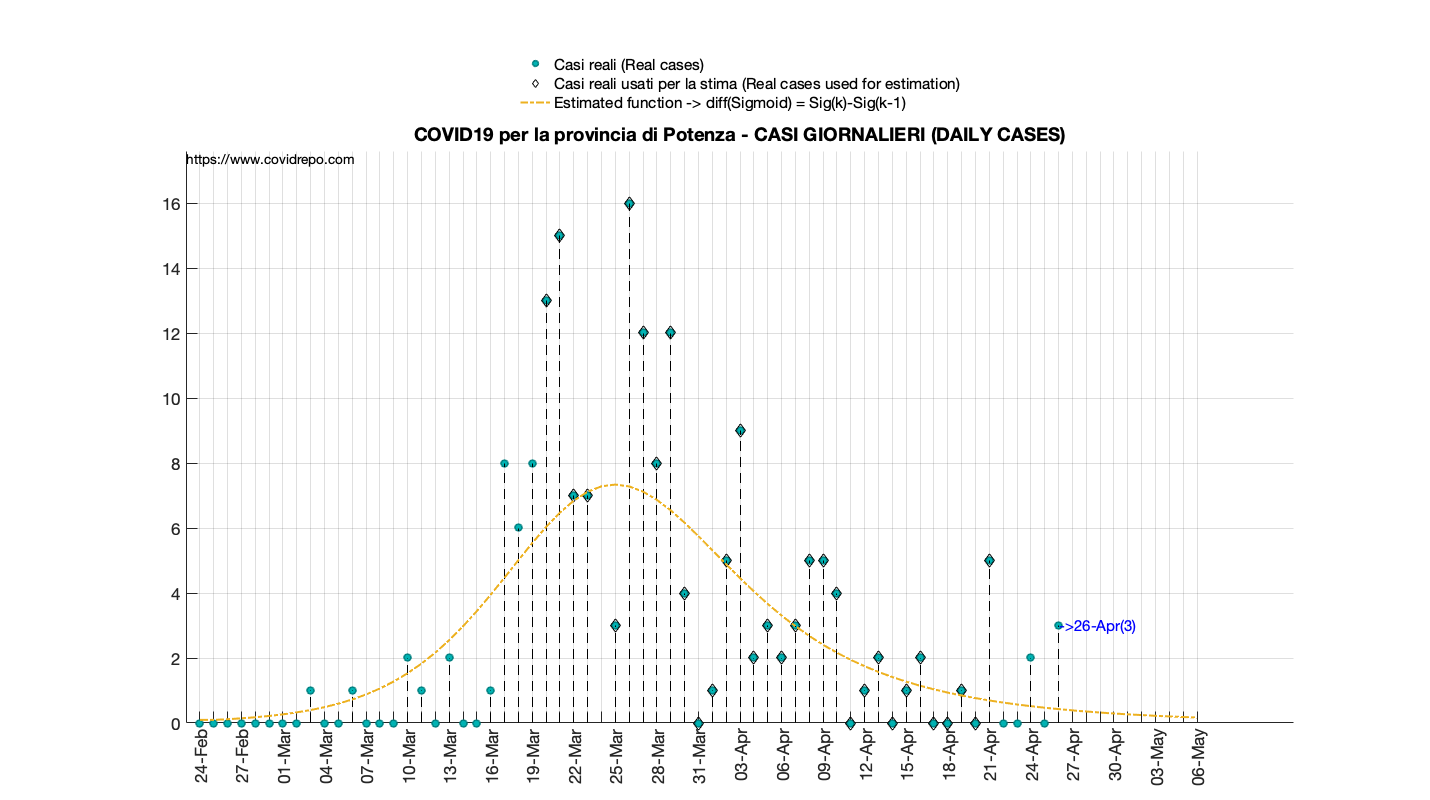 Casi reali (Real cases)
Casi reali usati per la stima (Real cases used for estimation)
Estimated function -> diff(Sigmoid) = Sig(k)-Sig(k-1)
COVID19 per la provincia di Potenza - CASI GIORNALIERI (DAILY CASES)
https://www.covidrepo.com
16
14
12
10
8
6
4
2
0
->26-Apr(3)
24-Feb
27-Feb
01-Mar
04-Mar
07-Mar
10-Mar
13-Mar
16-Mar
19-Mar
22-Mar
25-Mar
28-Mar
31-Mar
03-Apr
06-Apr
09-Apr
12-Apr
15-Apr
18-Apr
21-Apr
24-Apr
27-Apr
30-Apr
03-May
06-May